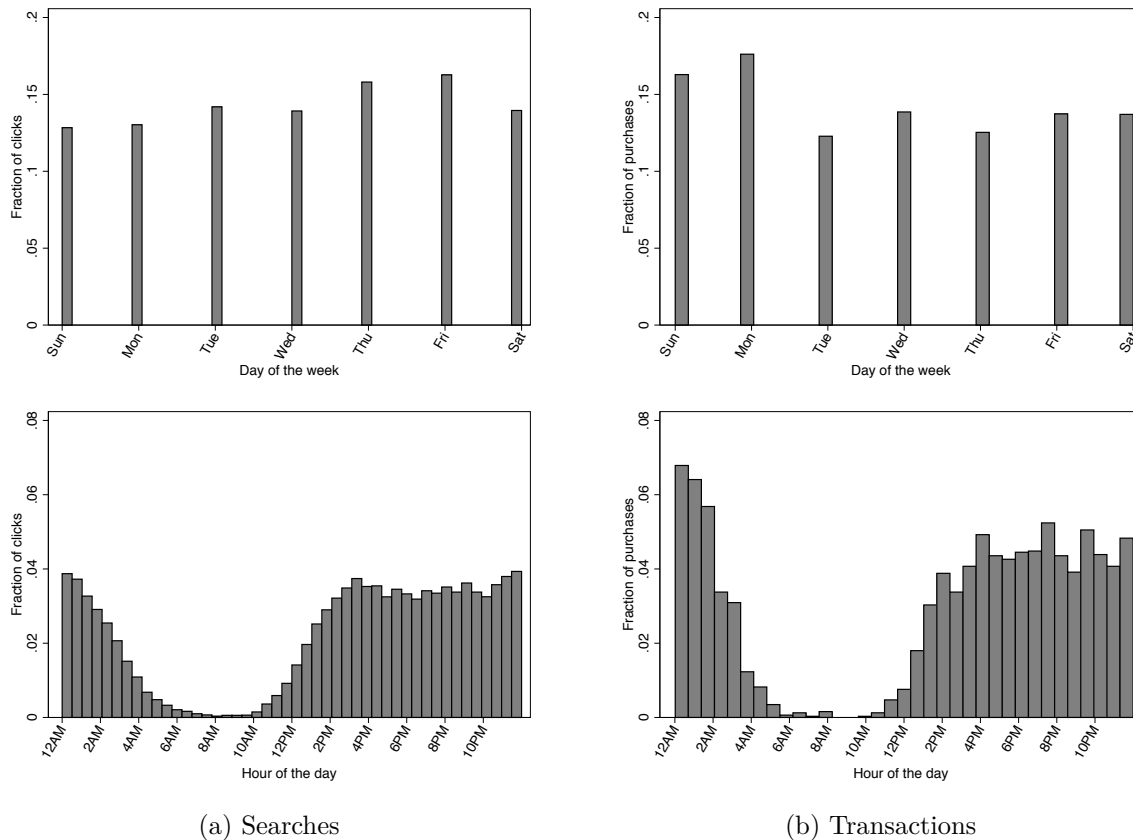 Fraction of clicks
.2
.15
.1
.05
0
Sun Mon Tue Wed Thu Fri Sat
Day of the week
Fraction of purchases
.2
.15
.1
.05
0
Sun Mon Tue Wed Thu Fri Sat
Day of the week
Fraction of clicks
.08
.06
.04
.02
0
12AM 2AM 4AM 6AM 8AM 10AM 12PM 2PM 4PM 6PM 8PM 10PM
Hour of the day
Fraction of purchases
.08
.06
.04
.02
0
12AM 2AM 4AM 6AM 8AM 10AM 12PM 2PM 4PM 6PM 8PM 10PM
Hour of the day
(a) Searches
(b) Transactions